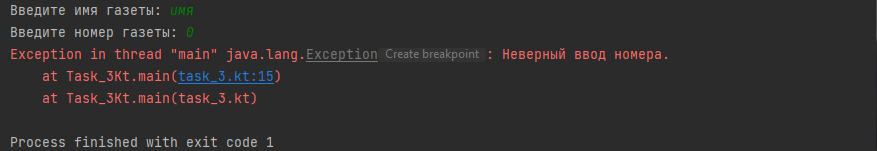 Введите имя газеты: имя
Введите номер газеты: 0
Exception in thread "main" java.lang.Exception Create breakpoint : Неверный ввод номера.
at Task_3Kt.main(task_3.kt:15)
at Task_3Kt.main(task_3.kt)
Process finished with exit code 1